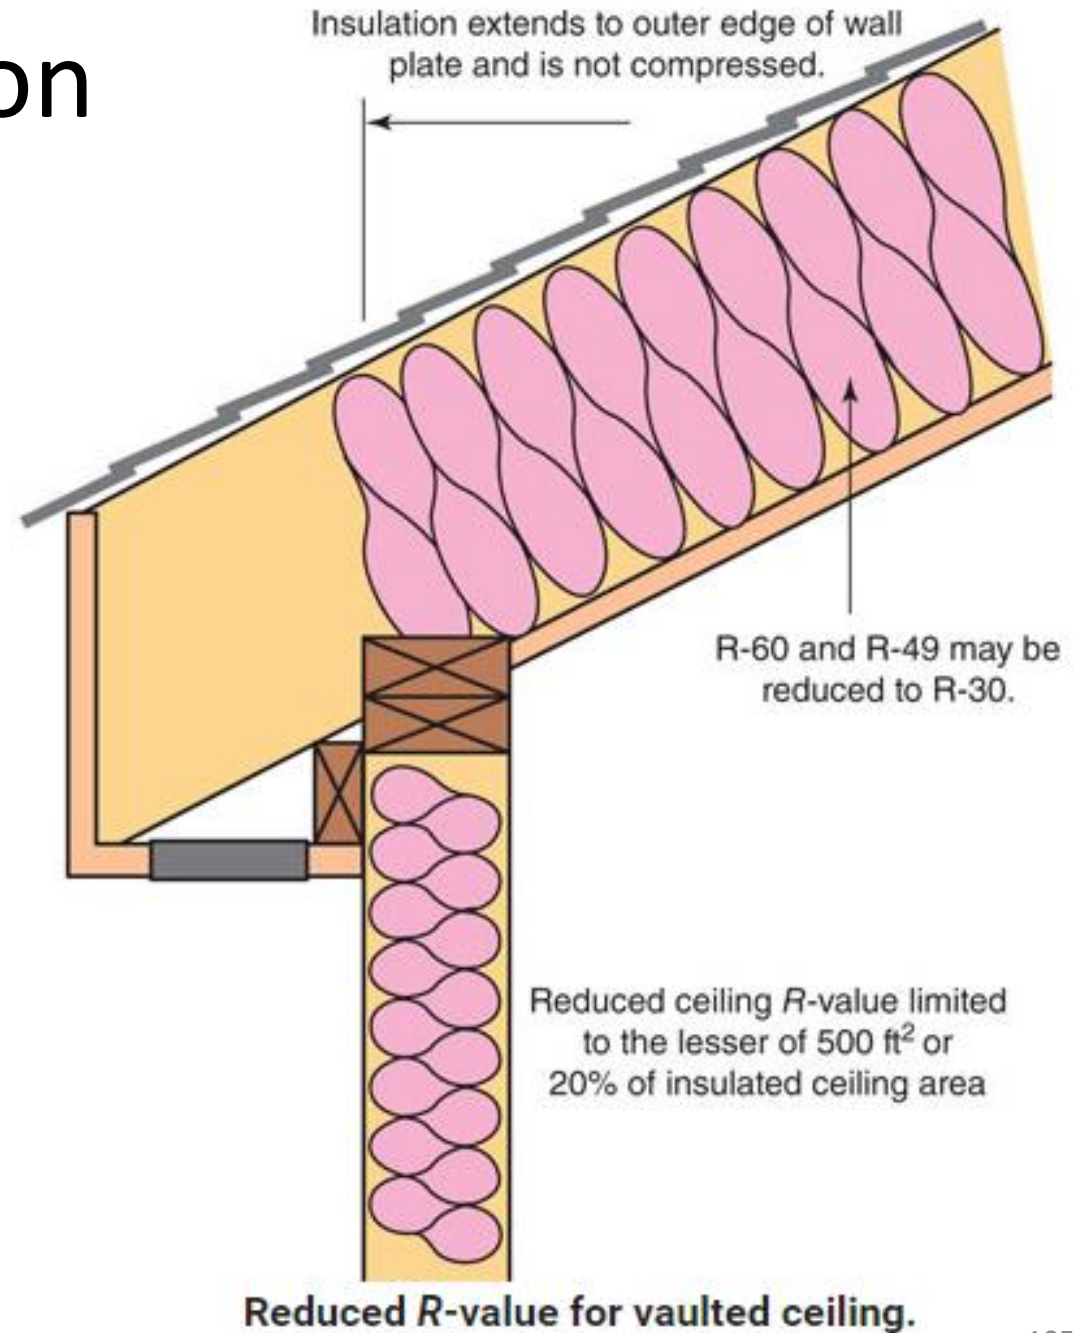 on
Insulation extends to outer edge of wall
plate and is not compressed.
R-60 and R-49 may be
reduced to R-30.
Reduced ceiling R-value limited
to the lesser of 500 ft² or
20% of insulated ceiling area
Reduced R-value for vaulted ceiling.